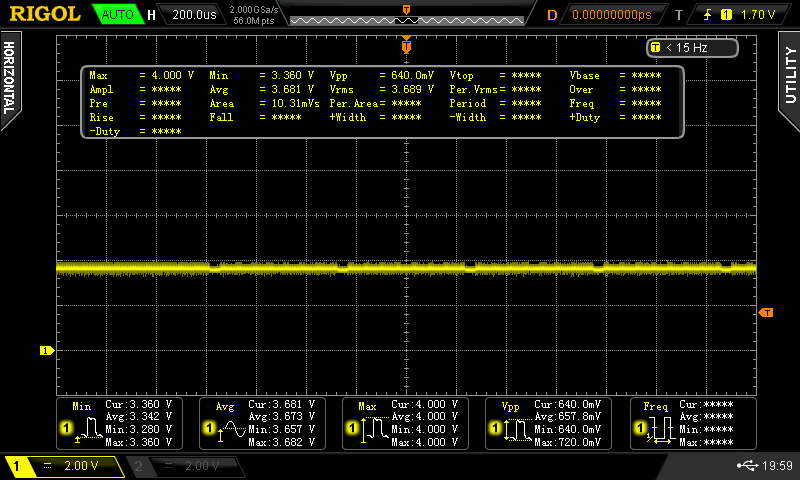 RIGOL AUTO H 200.0us 2.000GSa/s 56.0M pts T D 0.00000000ps T 1 1.70 V
HORIZONTAL
UTILITY
T
T < 15 Hz
Max = 4.000 V Min = 3.360 V Vpp = 640.0mV Vtop = ***** Vbase = *****
Ampl = ***** Avg = 3.681 V Vrms = 3.689 V Per.Vrms= ***** Over = *****
Pre = ***** Area = 10.31mVs Per.Area= ***** Period = ***** Freq = *****
Rise = ***** Fall = ***** +Width = ***** -Width = ***** +Duty = *****
-Duty = *****
T
1
Min Cur:3.360 V
1 Avg:3.342 V
Min:3.280 V
Max:3.360 V
Avg Cur:3.681 V
1 Avg:3.673 V
Min:3.657 V
Max:3.682 V
Max Cur:4.000 V
1 Avg:4.000 V
Min:4.000 V
Max:4.000 V
Vpp Cur:640.0mV
1 Avg:657.8mV
Min:640.0mV
Max:720.0mV
Freq Cur:*****
1 Avg:*****
Min:*****
Max:*****
1 2.00 V 2 2.00 V 19:59